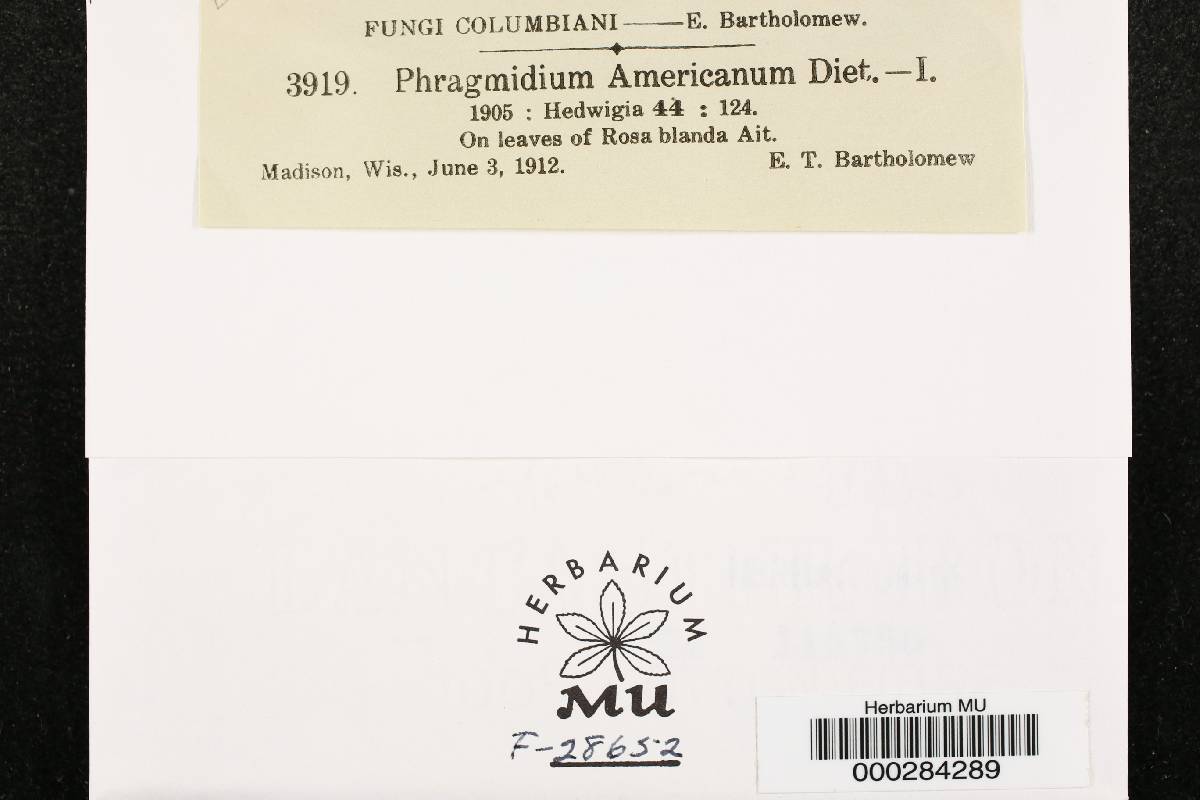 FUNGI COLUMBIANI——E. Bartholomew.
3919. Phragmidium Americanum Diet.—I.
1905 : Hedwigia 44 : 124.
On leaves of Rosa blanda Ait.
Madison, Wis., June 3, 1912. E. T. Bartholomew
HERBARIUM
MU
F-28652
Herbarium MU
000284289